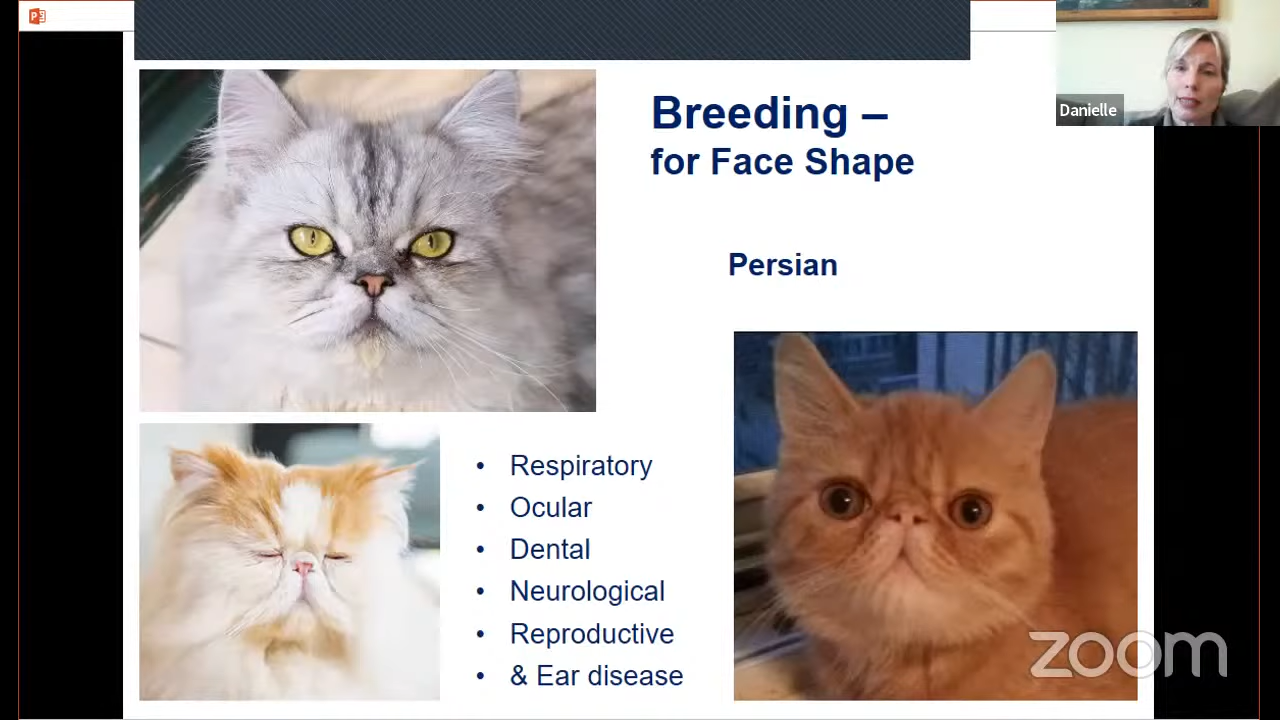 Danielle
Breeding –
for Face Shape
Persian
• Respiratory
• Ocular
• Dental
• Neurological
• Reproductive
• & Ear disease
zoom